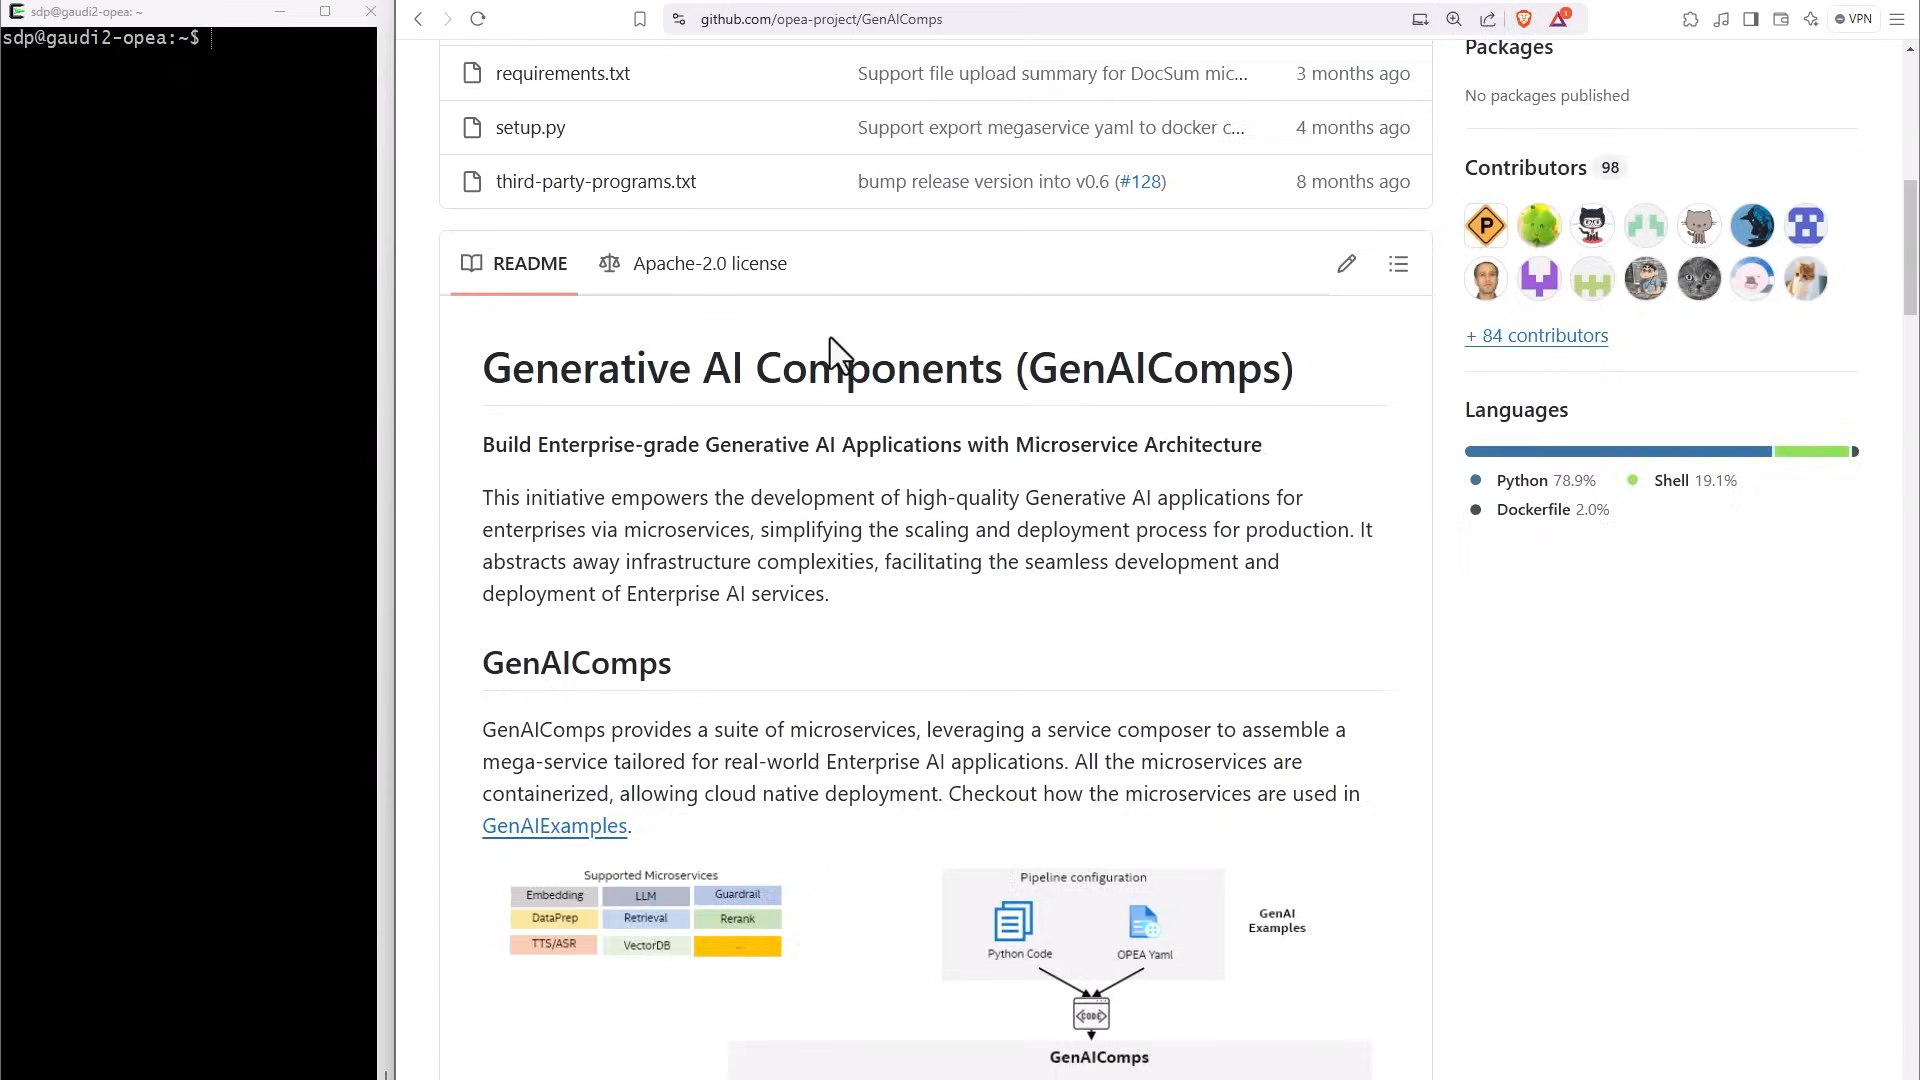 sdp@gaudi2-opea: ~
sdp@gaudi2-opea:~$
github.com/opea-project/GenAIComps
1
VPN
requirements.txt
Support file upload summary for DocSum mic...
3 months ago
setup.py
Support export megaservice yaml to docker c...
4 months ago
third-party-programs.txt
bump release version into v0.6 (#128)
8 months ago
README
Apache-2.0 license
Generative AI Components (GenAIComps)
Build Enterprise-grade Generative AI Applications with Microservice Architecture
This initiative empowers the development of high-quality Generative AI applications for
enterprises via microservices, simplifying the scaling and deployment process for production. It
abstracts away infrastructure complexities, facilitating the seamless development and
deployment of Enterprise AI services.
GenAIComps
GenAIComps provides a suite of microservices, leveraging a service composer to assemble a
mega-service tailored for real-world Enterprise AI applications. All the microservices are
containerized, allowing cloud native deployment. Checkout how the microservices are used in
GenAIExamples.
Supported Microservices
Embedding
LLM
Guardrail
DataPrep
Retrieval
Rerank
TTS/ASR
VectorDB
...
Pipeline configuration
Python Code
OPEA Yaml
GenAI
Examples
<CODE>
GenAIComps
Packages
No packages published
Contributors 98
P
+ 84 contributors
Languages
Python 78.9%
Shell 19.1%
Dockerfile 2.0%